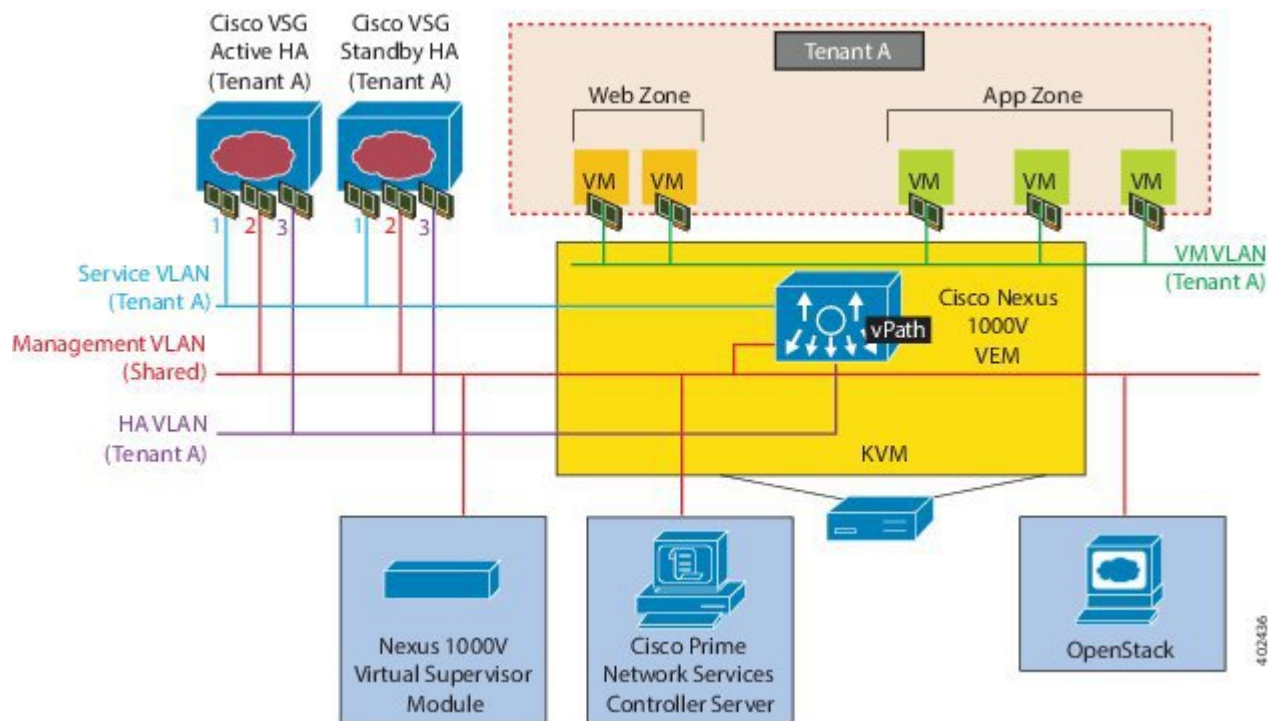 Cisco VSG
Active HA
(Tenant A)
Cisco VSG
Standby HA
(Tenant A)
Tenant A
Web Zone
App Zone
VM
VM
VM
VM
VM
1
2
3
1
2
3
Service VLAN
(Tenant A)
VM VLAN
(Tenant A)
Cisco Nexus
1000V
VEM
vPath
Management VLAN
(Shared)
HA VLAN
(Tenant A)
KVM
Nexus 1000V
Virtual Supervisor
Module
Cisco Prime
Network Services
Controller Server
OpenStack
402436